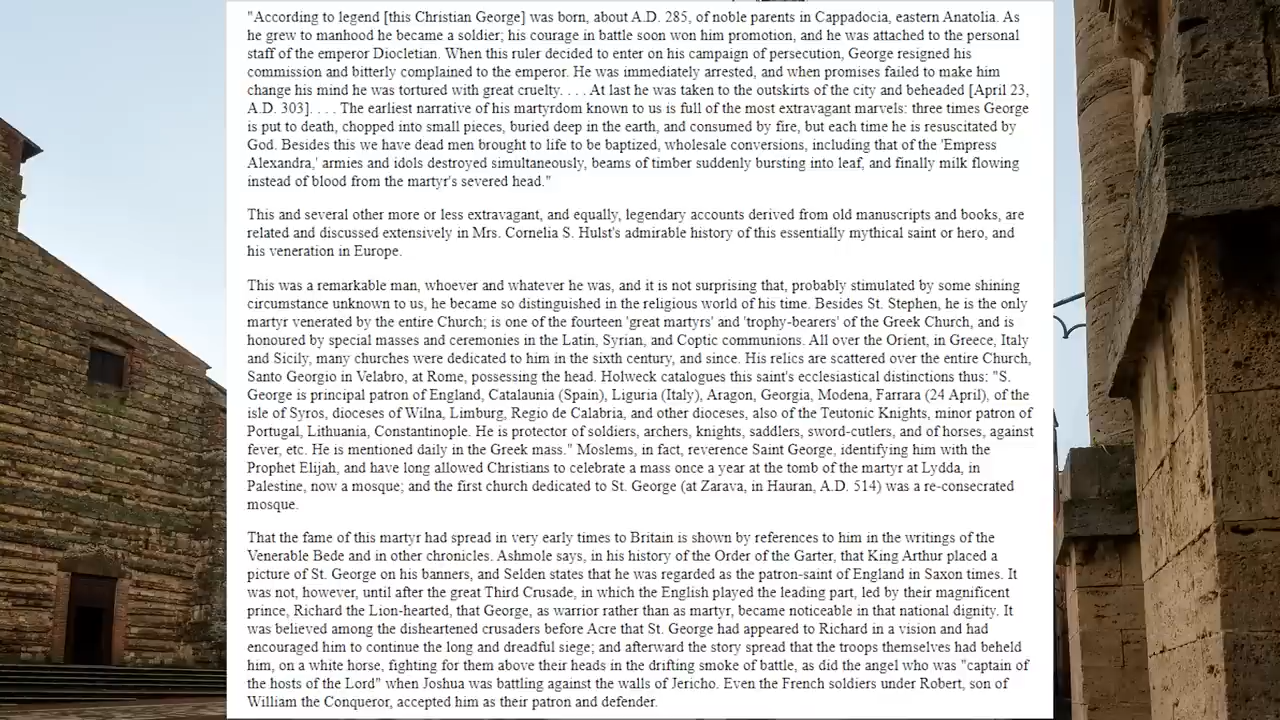 "According to legend [this Christian George] was born, about A.D. 285, of noble parents in Cappadocia, eastern Anatolia. As
he grew to manhood he became a soldier; his courage in battle soon won him promotion, and he was attached to the personal
staff of the emperor Diocletian. When this ruler decided to enter on his campaign of persecution, George resigned his
commission and bitterly complained to the emperor. He was immediately arrested, and when promises failed to make him
change his mind he was tortured with great cruelty. . . . At last he was taken to the outskirts of the city and beheaded [April 23,
A.D. 303]. . . . The earliest narrative of his martyrdom known to us is full of the most extravagant marvels: three times George
is put to death, chopped into small pieces, buried deep in the earth, and consumed by fire, but each time he is resuscitated by
God. Besides this we have dead men brought to life to be baptized, wholesale conversions, including that of the 'Empress
Alexandra,' armies and idols destroyed simultaneously, beams of timber suddenly bursting into leaf, and finally milk flowing
instead of blood from the martyr's severed head."
This and several other more or less extravagant, and equally, legendary accounts derived from old manuscripts and books, are
related and discussed extensively in Mrs. Cornelia S. Hulst's admirable history of this essentially mythical saint or hero, and
his veneration in Europe.
This was a remarkable man, whoever and whatever he was, and it is not surprising that, probably stimulated by some shining
circumstance unknown to us, he became so distinguished in the religious world of his time. Besides St. Stephen, he is the only
martyr venerated by the entire Church; is one of the fourteen 'great martyrs' and 'trophy-bearers' of the Greek Church, and is
honoured by special masses and ceremonies in the Latin, Syrian, and Coptic communions. All over the Orient, in Greece, Italy
and Sicily, many churches were dedicated to him in the sixth century, and since. His relics are scattered over the entire Church,
Santo Georgio in Velabro, at Rome, possessing the head. Holweck catalogues this saint's ecclesiastical distinctions thus: "S.
George is principal patron of England, Catalaunia (Spain), Liguria (Italy), Aragon, Georgia, Modena, Farrara (24 April), of the
isle of Syros, dioceses of Wilna, Limburg, Regio de Calabria, and other dioceses, also of the Teutonic Knights, minor patron of
Portugal, Lithuania, Constantinople. He is protector of soldiers, archers, knights, saddlers, sword-cutlers, and of horses, against
fever, etc. He is mentioned daily in the Greek mass." Moslems, in fact, reverence Saint George, identifying him with the
Prophet Elijah, and have long allowed Christians to celebrate a mass once a year at the tomb of the martyr at Lydda, in
Palestine, now a mosque; and the first church dedicated to St. George (at Zarava, in Hauran, A.D. 514) was a re-consecrated
mosque.
That the fame of this martyr had spread in very early times to Britain is shown by references to him in the writings of the
Venerable Bede and in other chronicles. Ashmole says, in his history of the Order of the Garter, that King Arthur placed a
picture of St. George on his banners, and Selden states that he was regarded as the patron-saint of England in Saxon times. It
was not, however, until after the great Third Crusade, in which the English played the leading part, led by their magnificent
prince, Richard the Lion-hearted, that George, as warrior rather than as martyr, became noticeable in that national dignity. It
was believed among the disheartened crusaders before Acre that St. George had appeared to Richard in a vision and had
encouraged him to continue the long and dreadful siege; and afterward the story spread that the troops themselves had beheld
him, on a white horse, fighting for them above their heads in the drifting smoke of battle, as did the angel who was "captain of
the hosts of the Lord" when Joshua was battling against the walls of Jericho. Even the French soldiers under Robert, son of
William the Conqueror, accepted him as their patron and defender.